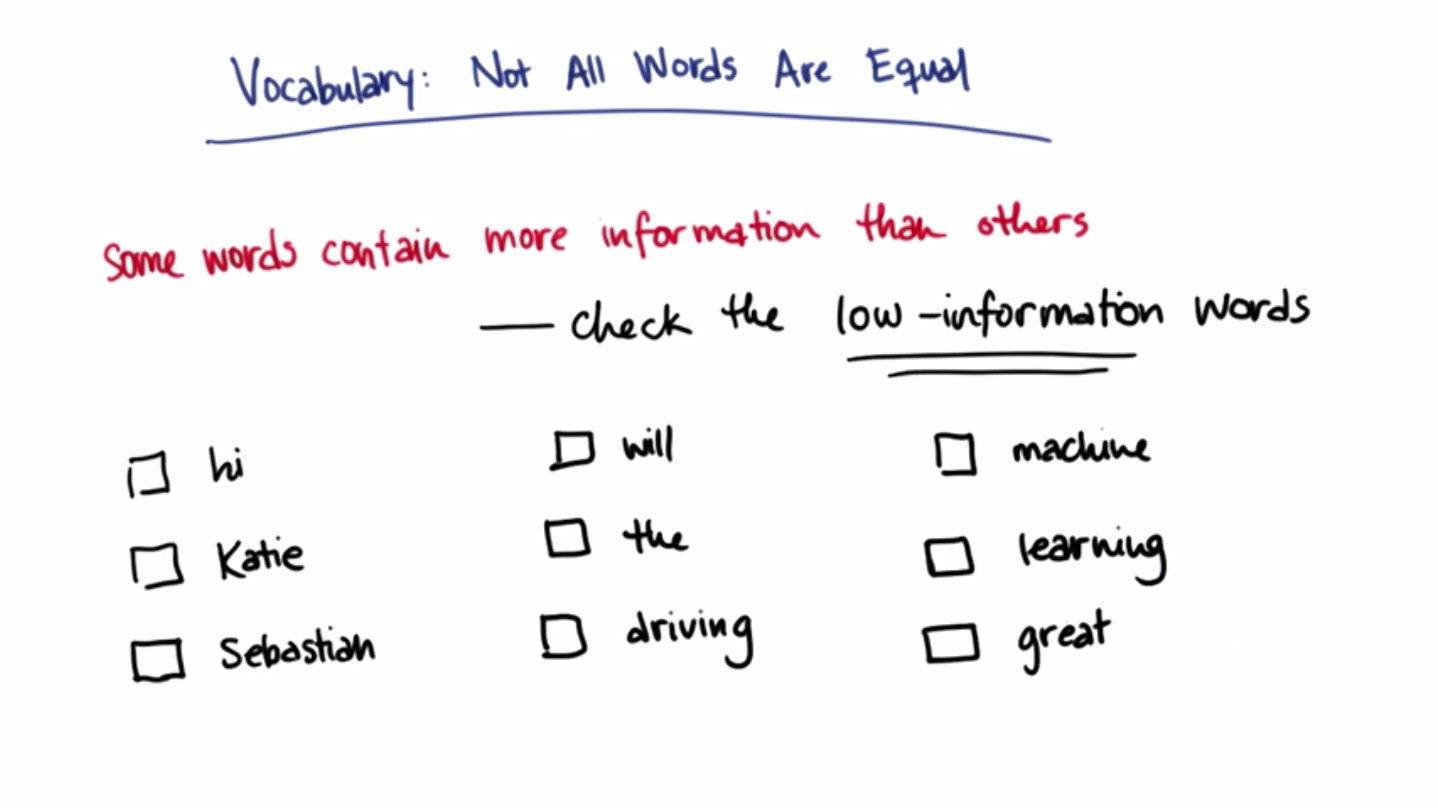 Vocabulary: Not All Words Are Equal
Some words contain more information than others
— check the low-information words
hi
Katie
Sebastian
will
the
driving
machine
learning
great